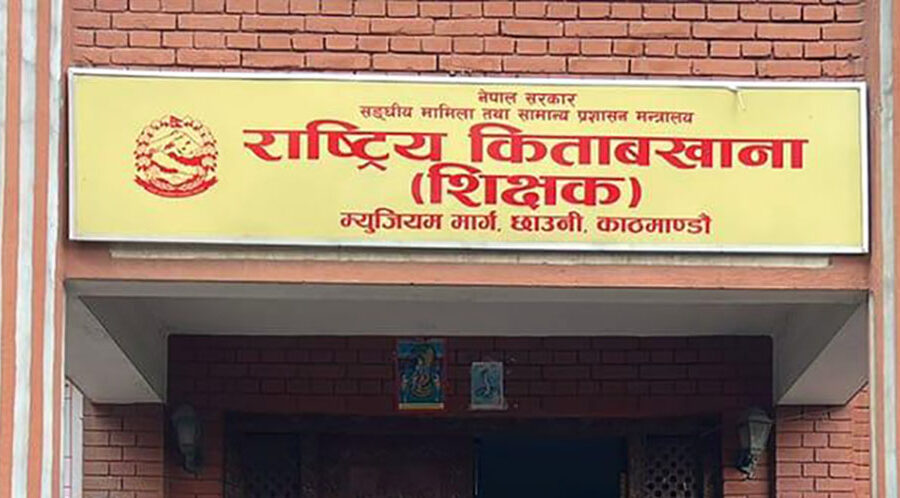 नेपाल सरकार
सङ्घीय मामिला तथा सामान्य प्रशासन मन्त्रालय
राष्ट्रिय किताबखाना
(शिक्षक)
म्युजियम मार्ग, छाउनी, काठमाण्डौ